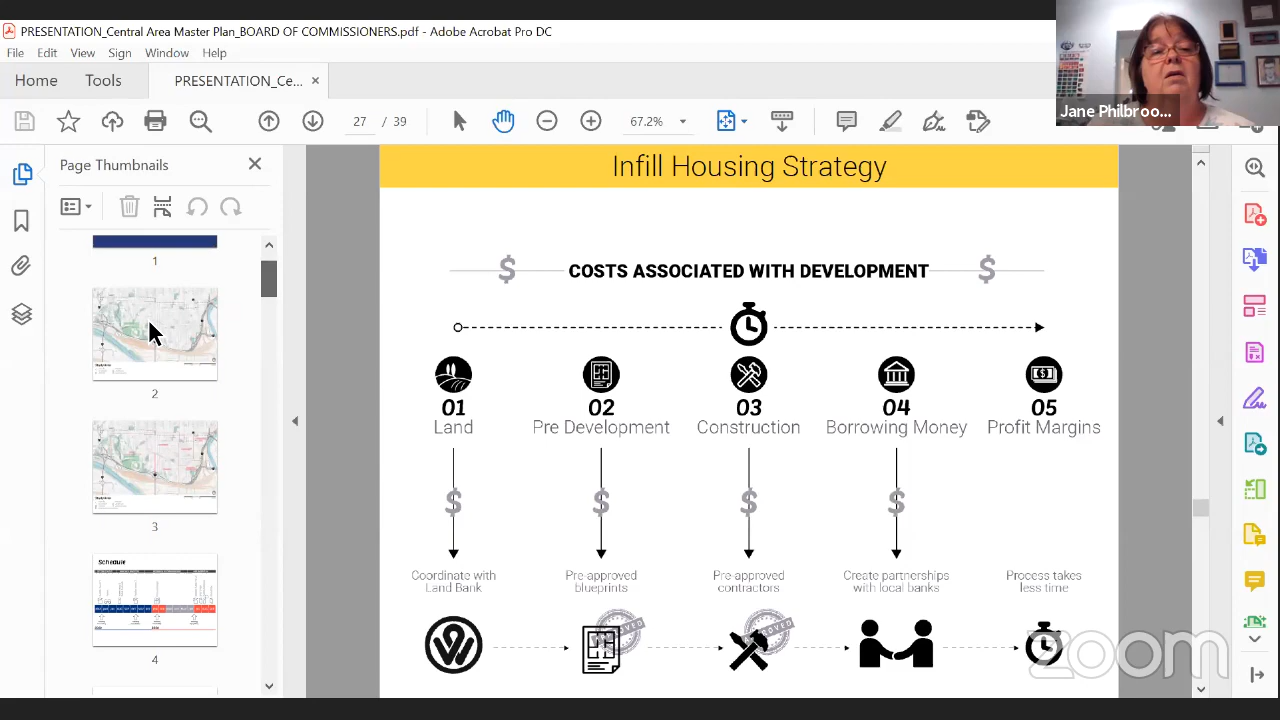 PRESENTATION_Central Area Master Plan_BOARD OF COMMISSIONERS.pdf - Adobe Acrobat Pro DC
File Edit View Sign Window Help
Home Tools PRESENTATION_Ce... ×
27 / 39 67.2%
Jane Philbroo...
Page Thumbnails
1
2
3
Schedule
4
Infill Housing Strategy
$ COSTS ASSOCIATED WITH DEVELOPMENT $
01 02 03 04 05
Land Pre Development Construction Borrowing Money Profit Margins
$ $ $ $
Coordinate with Land Bank
Pre-approved blueprints
Pre-approved contractors
Create partnerships with local banks
Process takes less time
zoom